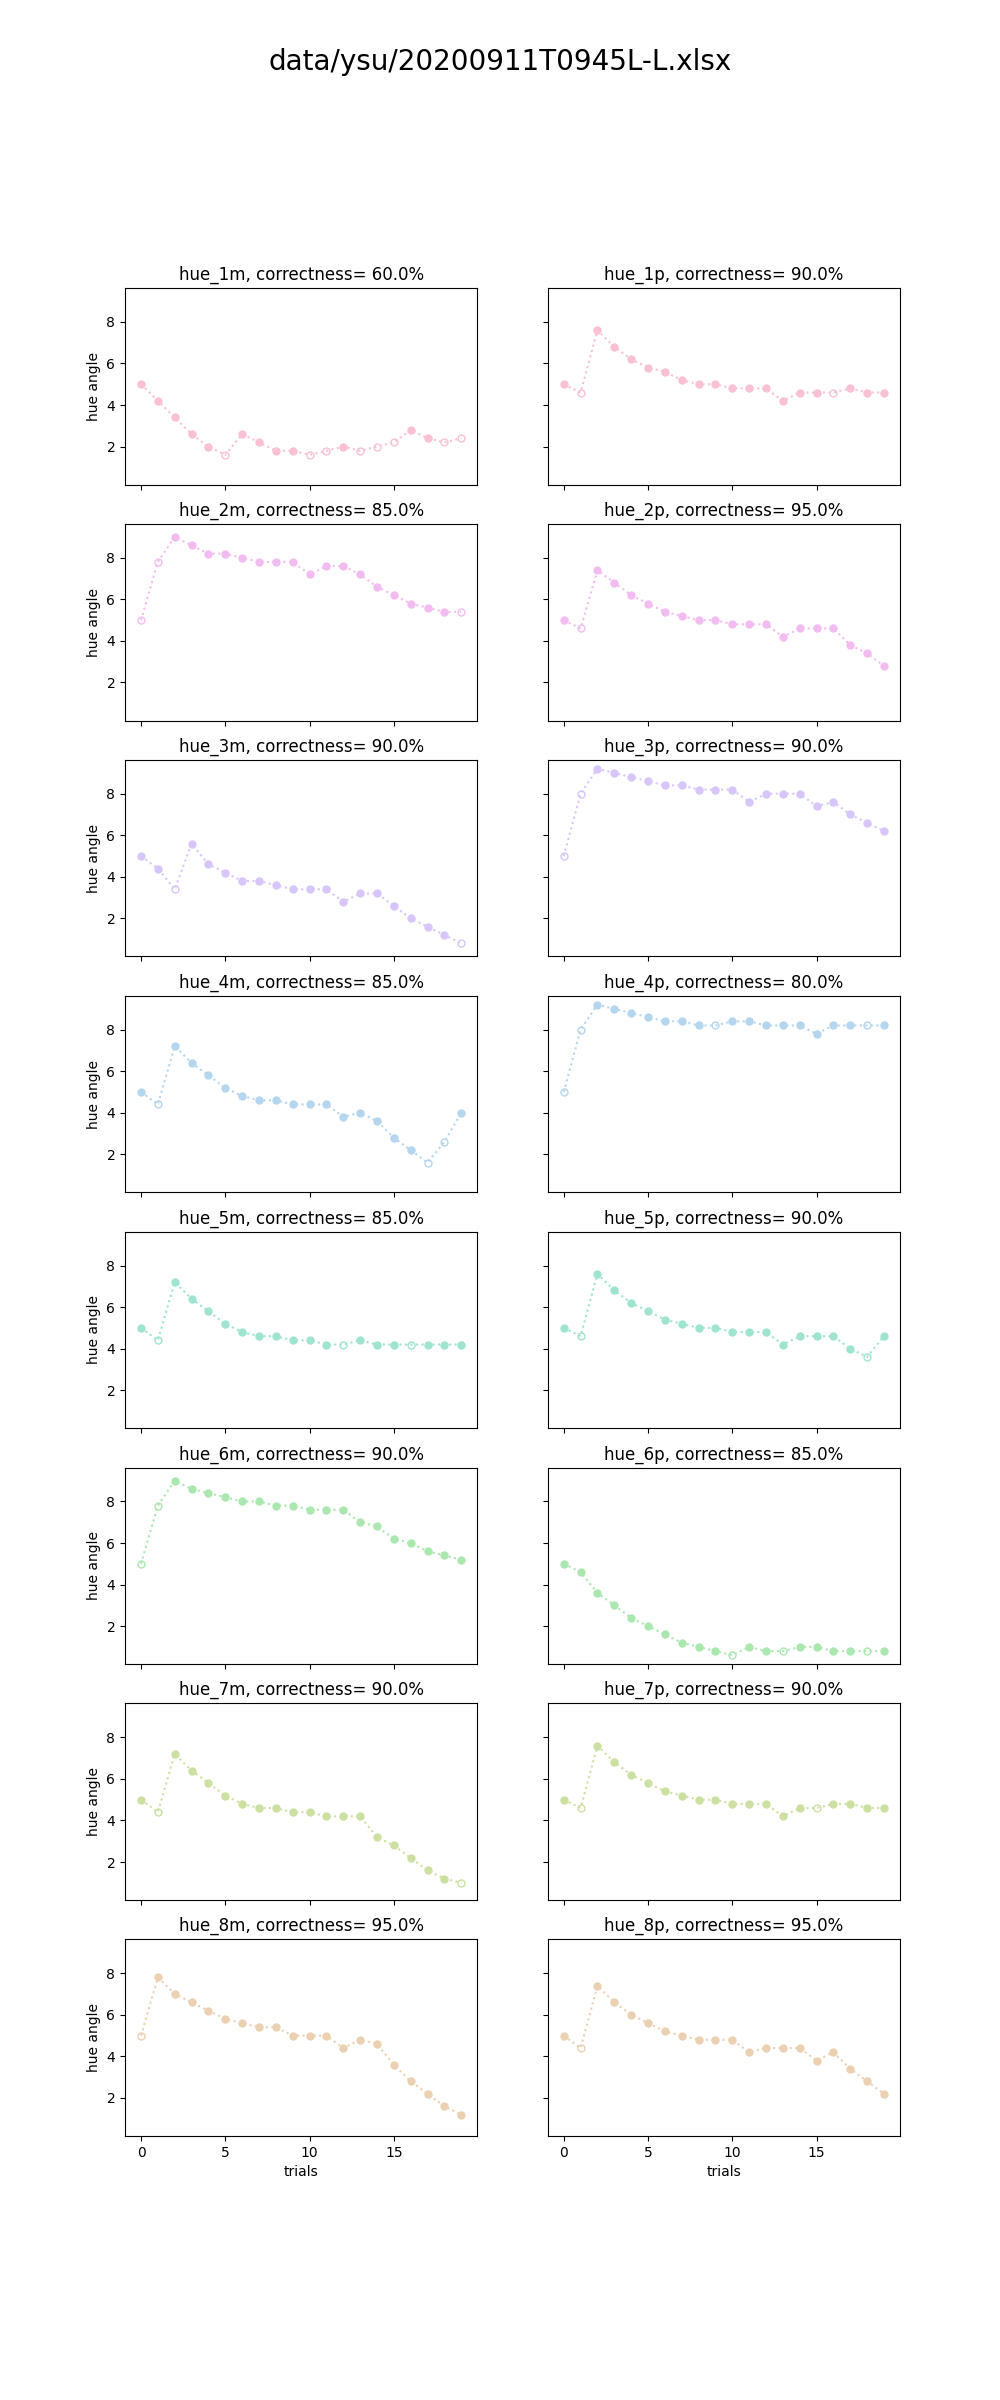 data/ysu/20200911T0945L-L.xlsx
hue_1m, correctness= 60.0%
hue_1p, correctness= 90.0%
8
6
4
2
hue angle
hue_2m, correctness= 85.0%
hue_2p, correctness= 95.0%
8
6
4
2
hue angle
hue_3m, correctness= 90.0%
hue_3p, correctness= 90.0%
8
6
4
2
hue angle
hue_4m, correctness= 85.0%
hue_4p, correctness= 80.0%
8
6
4
2
hue angle
hue_5m, correctness= 85.0%
hue_5p, correctness= 90.0%
8
6
4
2
hue angle
hue_6m, correctness= 90.0%
hue_6p, correctness= 85.0%
8
6
4
2
hue angle
hue_7m, correctness= 90.0%
hue_7p, correctness= 90.0%
8
6
4
2
hue angle
hue_8m, correctness= 95.0%
hue_8p, correctness= 95.0%
8
6
4
2
hue angle
0 5 10 15
trials
0 5 10 15
trials